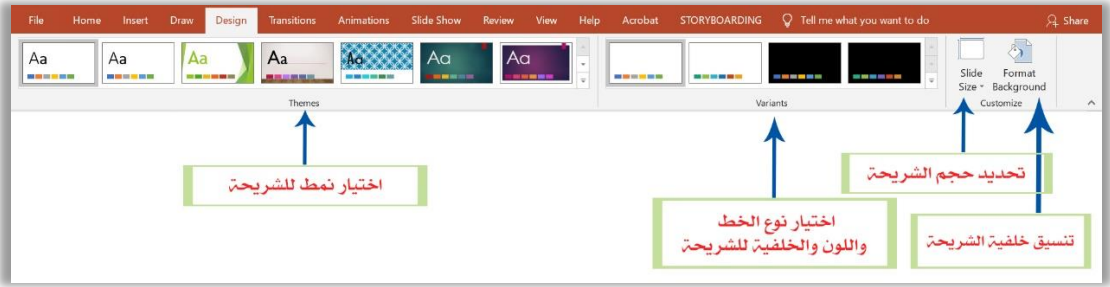 File Home Insert Draw Design Transitions Animations Slide Show Review View Help Acrobat STORYBOARDING Tell me what you want to do Share
Aa Aa Aa Aa Aa Aa Aa
Slide Size Format Background
Themes Variants Customize
اختيار نمط للشريحة
تحديد حجم الشريحة
اختيار نوع الخط
واللون والخلفية للشريحة
تنسيق خلفية الشريحة